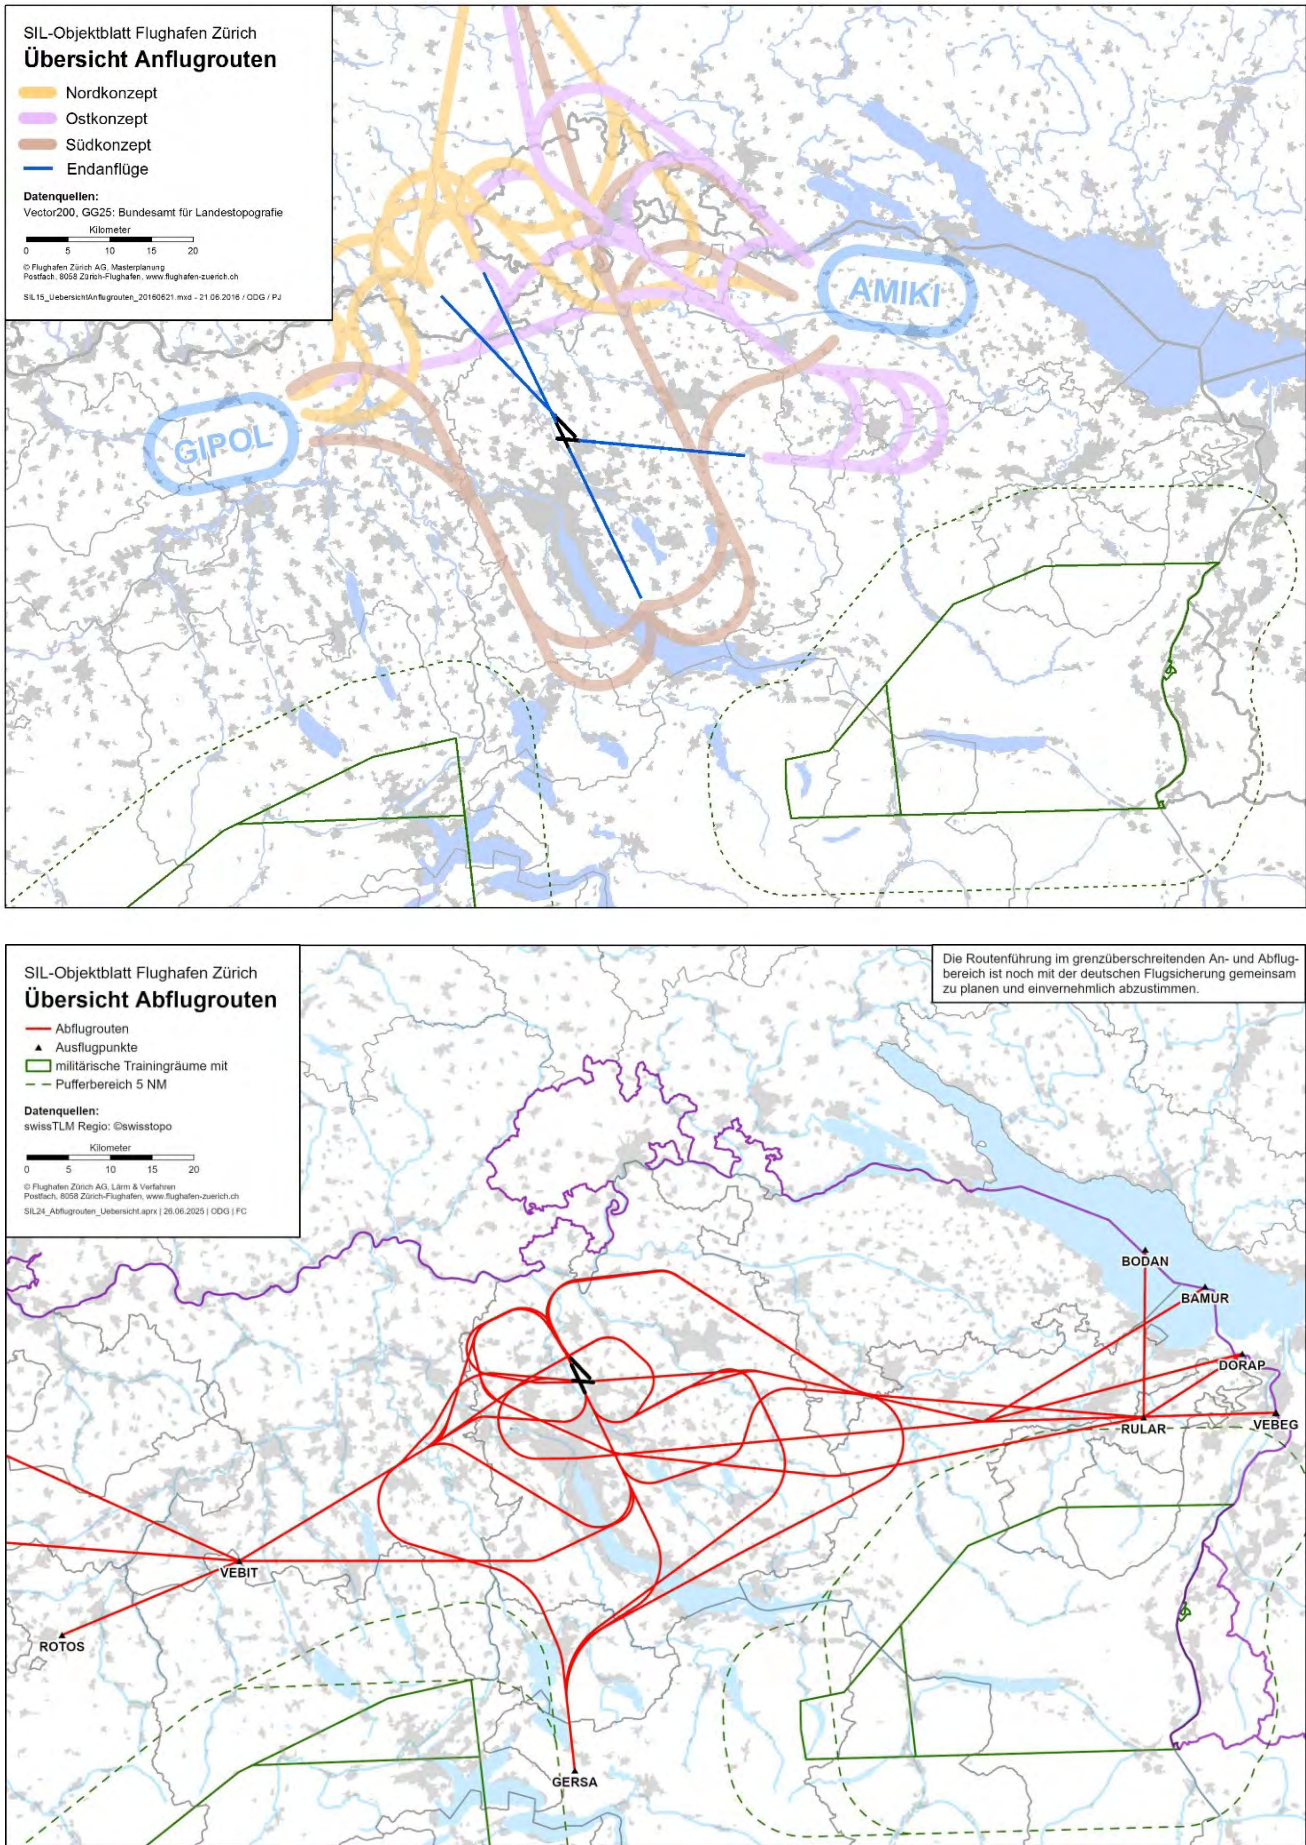 SIL-Objektblatt Flughafen Zürich
Übersicht Anflugrouten
Nordkonzept
Ostkonzept
Südkonzept
Endanflüge
Datenquellen:
Vector200, GG25: Bundesamt für Landestopografie
Kilometer
0 5 10 15 20
© Flughafen Zürich AG, Masterplanung
Postfach, 8058 Zürich-Flughafen, www.flughafen-zuerich.ch
SIL15_UebersichtAnflugrouten_20160621.mxd - 21.06.2016 / ODG / PJ
AMIKI
GIPOL
SIL-Objektblatt Flughafen Zürich
Übersicht Abflugrouten
Abflugrouten
Ausflugpunkte
militärische Trainingräume mit
Pufferbereich 5 NM
Datenquellen:
swissTLM Regio: ©swisstopo
Kilometer
0 5 10 15 20
© Flughafen Zürich AG, Lärm & Verfahren
Postfach, 8058 Zürich-Flughafen, www.flughafen-zuerich.ch
SIL24_Abflugrouten_Uebersicht.aprx | 26.06.2025 | ODG | FC
Die Routenführung im grenzüberschreitenden An- und Abflug-
bereich ist noch mit der deutschen Flugsicherung gemeinsam
zu planen und einvernehmlich abzustimmen.
BODAN
BAMUR
DORAP
RULAR
VEBEG
VEBIT
ROTOS
GERSA